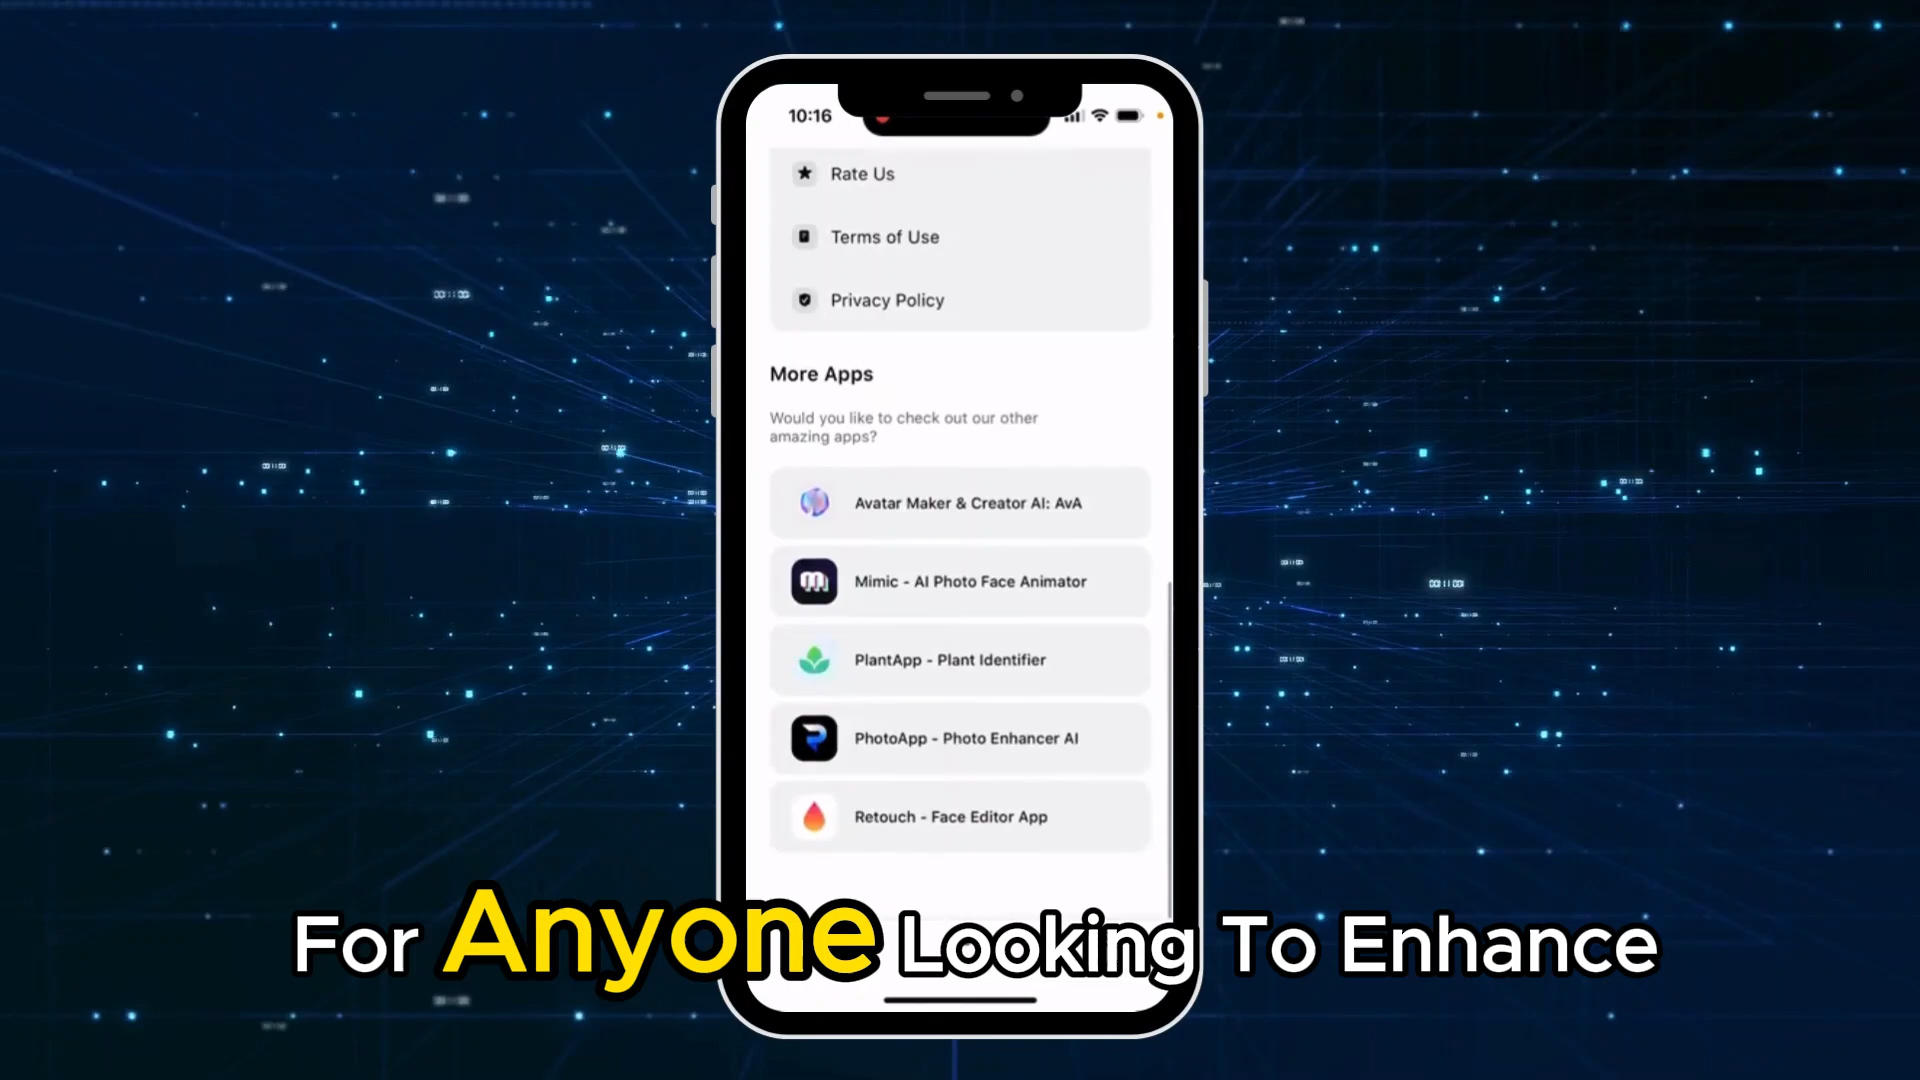 10:16
Rate Us
Terms of Use
Privacy Policy
More Apps
Would you like to check out our other
amazing apps?
Avatar Maker & Creator AI: AvA
Mimic - AI Photo Face Animator
PlantApp - Plant Identifier
PhotoApp - Photo Enhancer AI
Retouch - Face Editor App
For Anyone Looking To Enhance